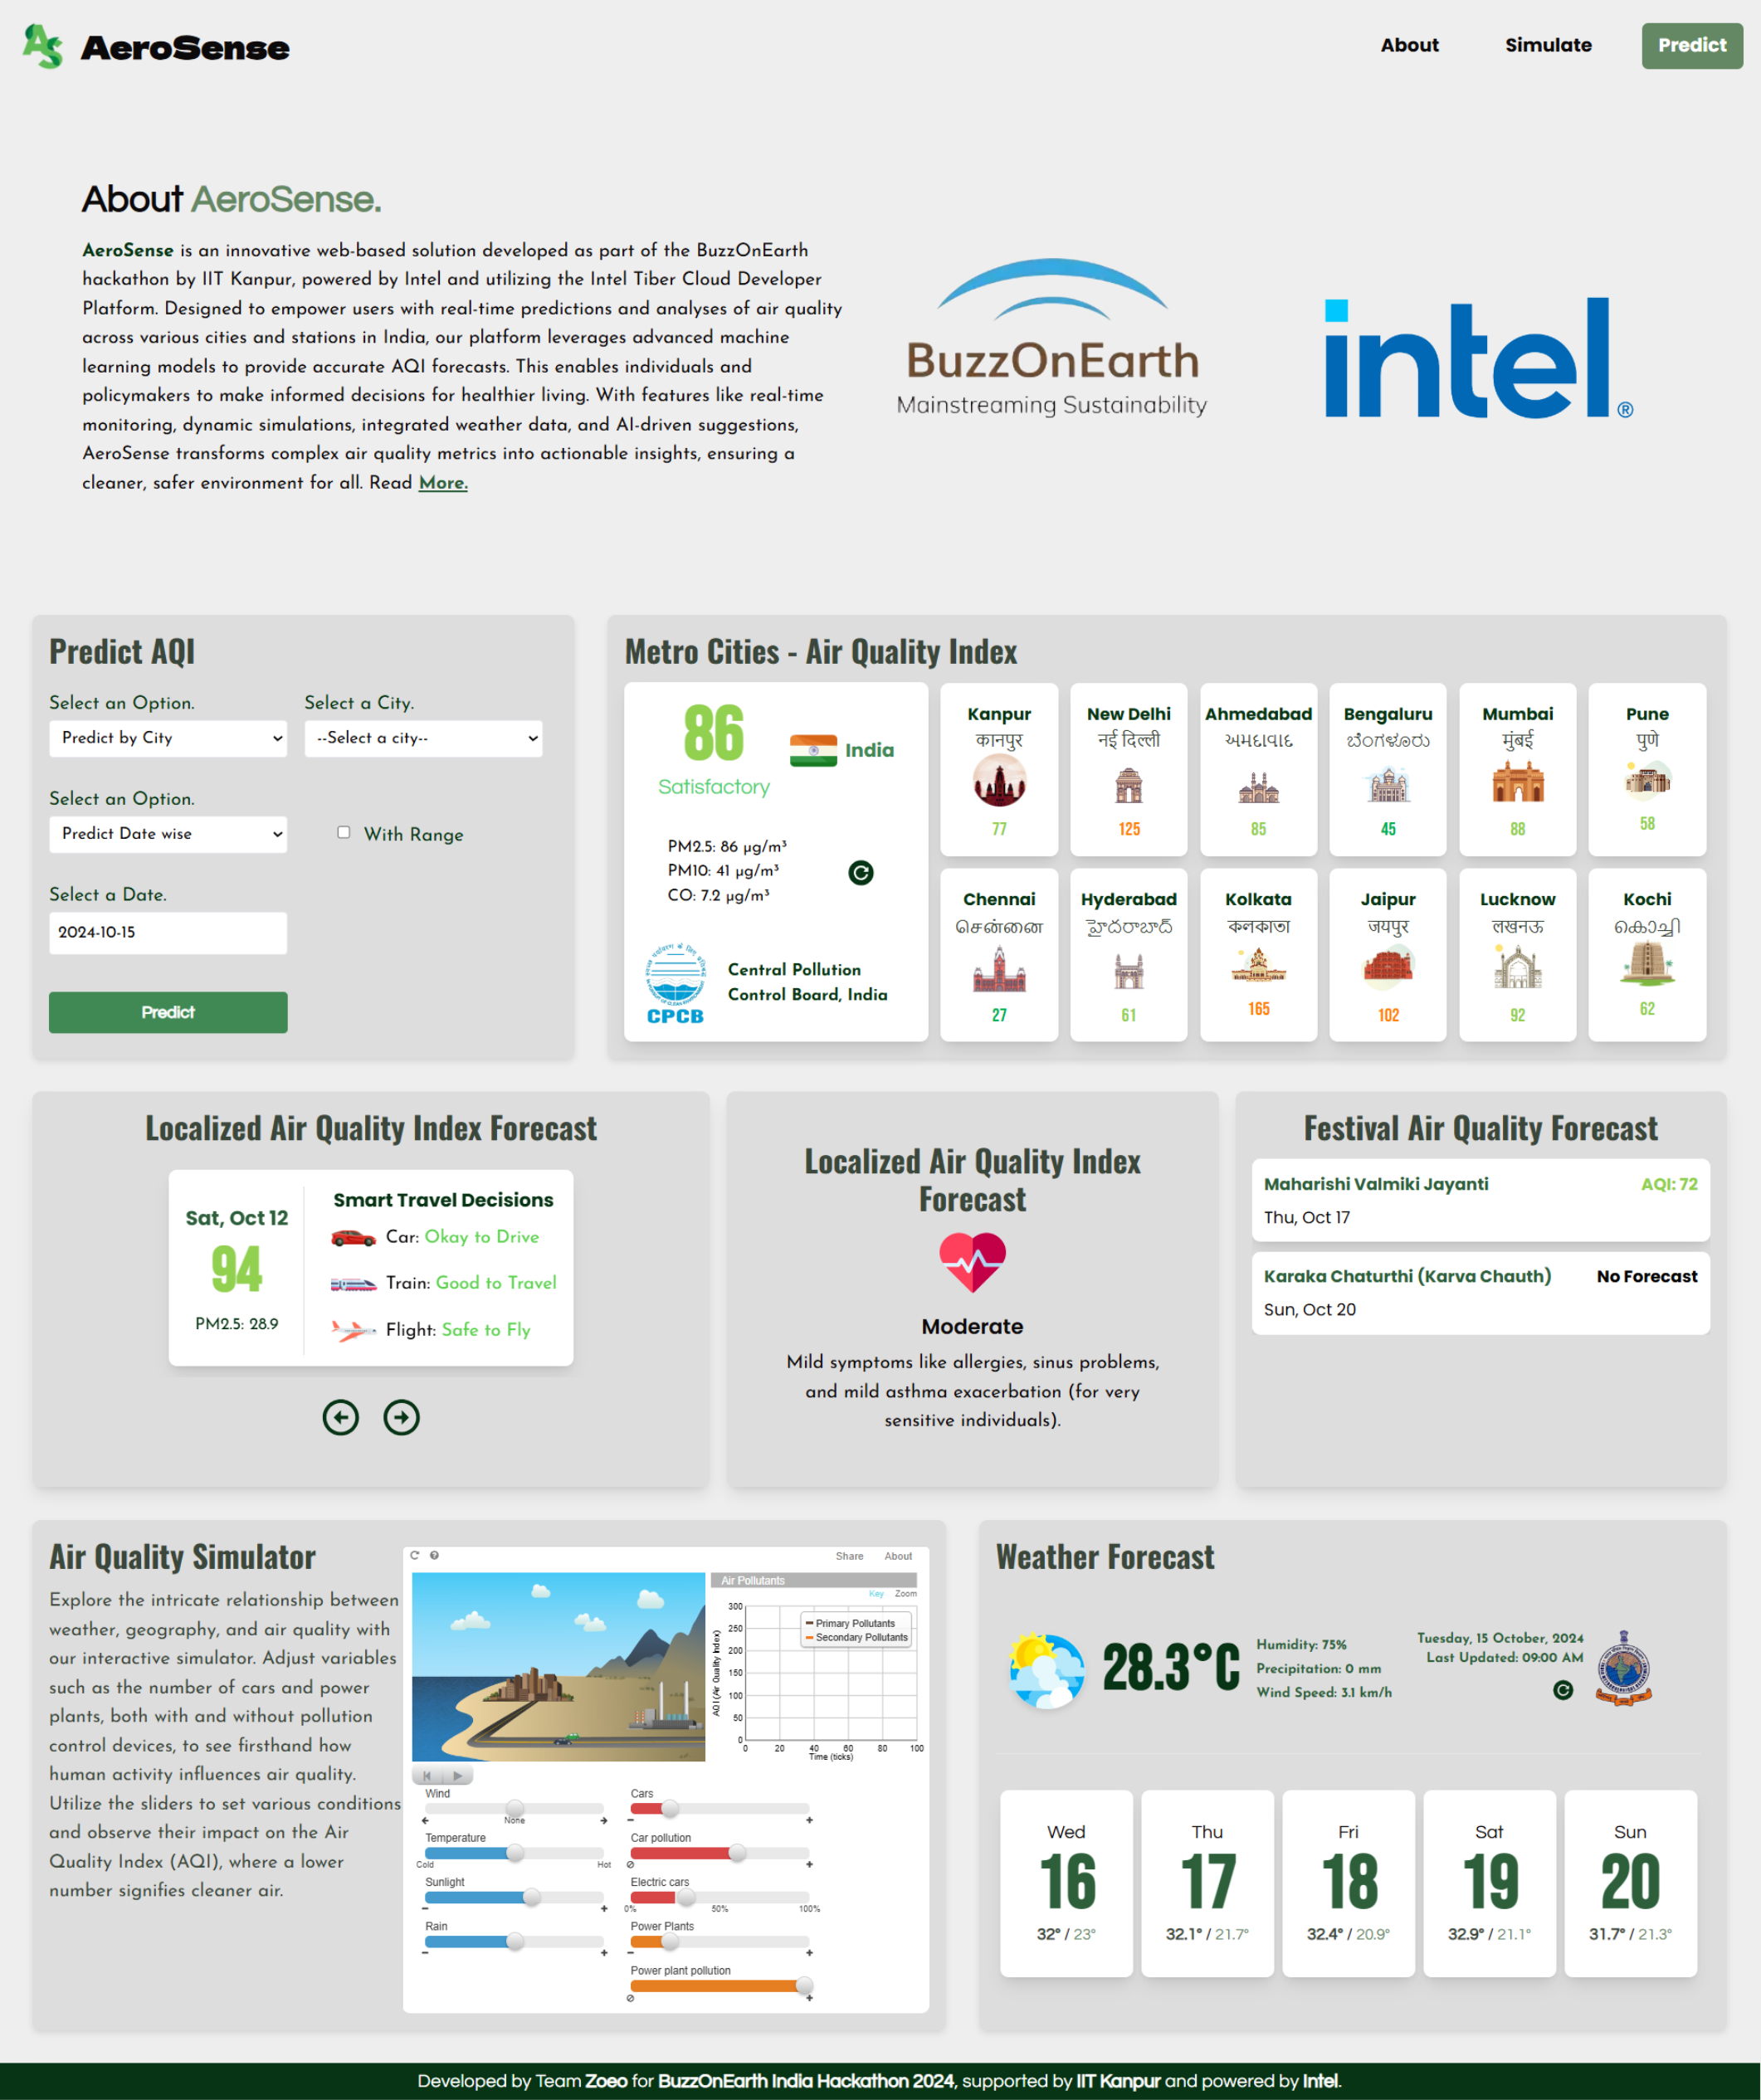 AeroSense
About
Simulate
Predict
About AeroSense.
AeroSense is an innovative web-based solution developed as part of the BuzzOnEarth
hackathon by IIT Kanpur, powered by Intel and utilizing the Intel Tiber Cloud Developer
Platform. Designed to empower users with real-time predictions and analyses of air quality
across various cities and stations in India, our platform leverages advanced machine
learning models to provide accurate AQI forecasts. This enables individuals and
policymakers to make informed decisions for healthier living. With features like real-time
monitoring, dynamic simulations, integrated weather data, and AI-driven suggestions,
AeroSense transforms complex air quality metrics into actionable insights, ensuring a
cleaner, safer environment for all. Read More.
BuzzOnEarth
Mainstreaming Sustainability
intel®
Predict AQI
Select an Option.
Predict by City
Select a City.
--Select a city--
Select an Option.
Predict Date wise
With Range
Select a Date.
2024-10-15
Predict
Metro Cities - Air Quality Index
86
Satisfactory
India
PM2.5: 86 µg/m³
PM10: 41 µg/m³
CO: 7.2 µg/m³
CPCB
Central Pollution
Control Board, India
Kanpur
कानपुर
77
New Delhi
नई दिल्ली
125
Ahmedabad
અમદાવાદ
85
Bengaluru
ಬೆಂಗಳೂರು
45
Mumbai
मुंबई
88
Pune
पुणे
58
Chennai
சென்னை
27
Hyderabad
హైదరాబాద్
61
Kolkata
কলকাতা
165
Jaipur
जयपुर
102
Lucknow
लखनऊ
92
Kochi
കൊച്ചി
62
Localized Air Quality Index Forecast
Sat, Oct 12
94
PM2.5: 28.9
Smart Travel Decisions
Car: Okay to Drive
Train: Good to Travel
Flight: Safe to Fly
Localized Air Quality Index
Forecast
Moderate
Mild symptoms like allergies, sinus problems,
and mild asthma exacerbation (for very
sensitive individuals).
Festival Air Quality Forecast
Maharishi Valmiki Jayanti
AQI: 72
Thu, Oct 17
Karaka Chaturthi (Karva Chauth)
No Forecast
Sun, Oct 20
Air Quality Simulator
Explore the intricate relationship between
weather, geography, and air quality with
our interactive simulator. Adjust variables
such as the number of cars and power
plants, both with and without pollution
control devices, to see firsthand how
human activity influences air quality.
Utilize the sliders to set various conditions
and observe their impact on the Air
Quality Index (AQI), where a lower
number signifies cleaner air.
Share
About
Air Pollutants
Key
Zoom
Primary Pollutants
Secondary Pollutants
AQI (Air Quality Index)
300
250
200
150
100
50
0
0 20 40 60 80 100
Time (ticks)
Wind
None
Temperature
Cold
Hot
Sunlight
- +
Rain
- +
Cars
- +
Car pollution
+
Electric cars
0% 50% 100%
Power Plants
- +
Power plant pollution
+
Weather Forecast
28.3°C
Humidity: 75%
Precipitation: 0 mm
Wind Speed: 3.1 km/h
Tuesday, 15 October, 2024
Last Updated: 09:00 AM
Wed
16
32° / 23°
Thu
17
32.1° / 21.7°
Fri
18
32.4° / 20.9°
Sat
19
32.9° / 21.1°
Sun
20
31.7° / 21.3°
Developed by Team Zoeo for BuzzOnEarth India Hackathon 2024, supported by IIT Kanpur and powered by Intel.